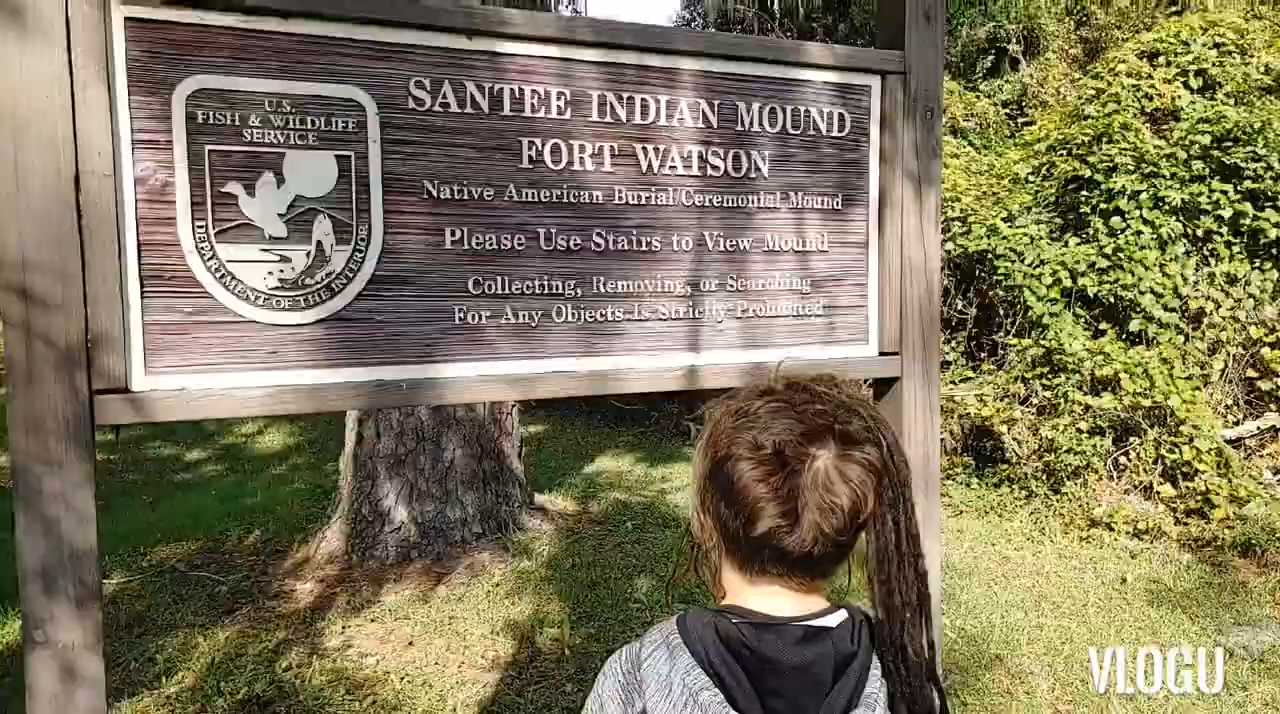 U.S.
FISH & WILDLIFE
SERVICE
DEPARTMENT OF THE INTERIOR
SANTEE INDIAN MOUND
FORT WATSON
Native American Burial/Ceremonial Mound
Please Use Stairs to View Mound
Collecting, Removing, or Searching
For Any Objects Is Strictly Prohibited
VLOGU